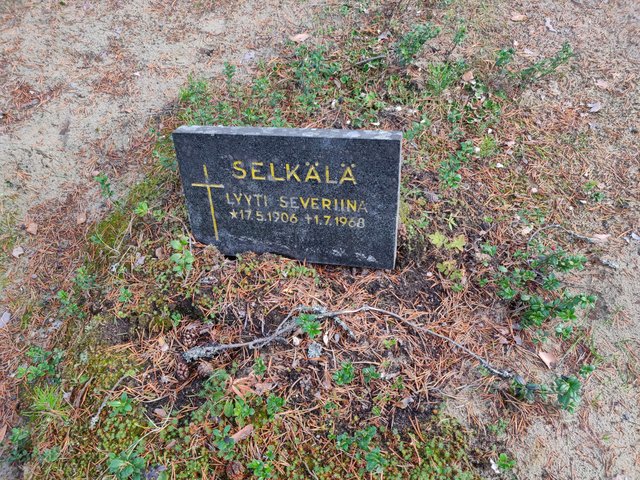 SELKÄLÄ
LYYTI SEVERIINA
*17.5.1906 +1.7.1968